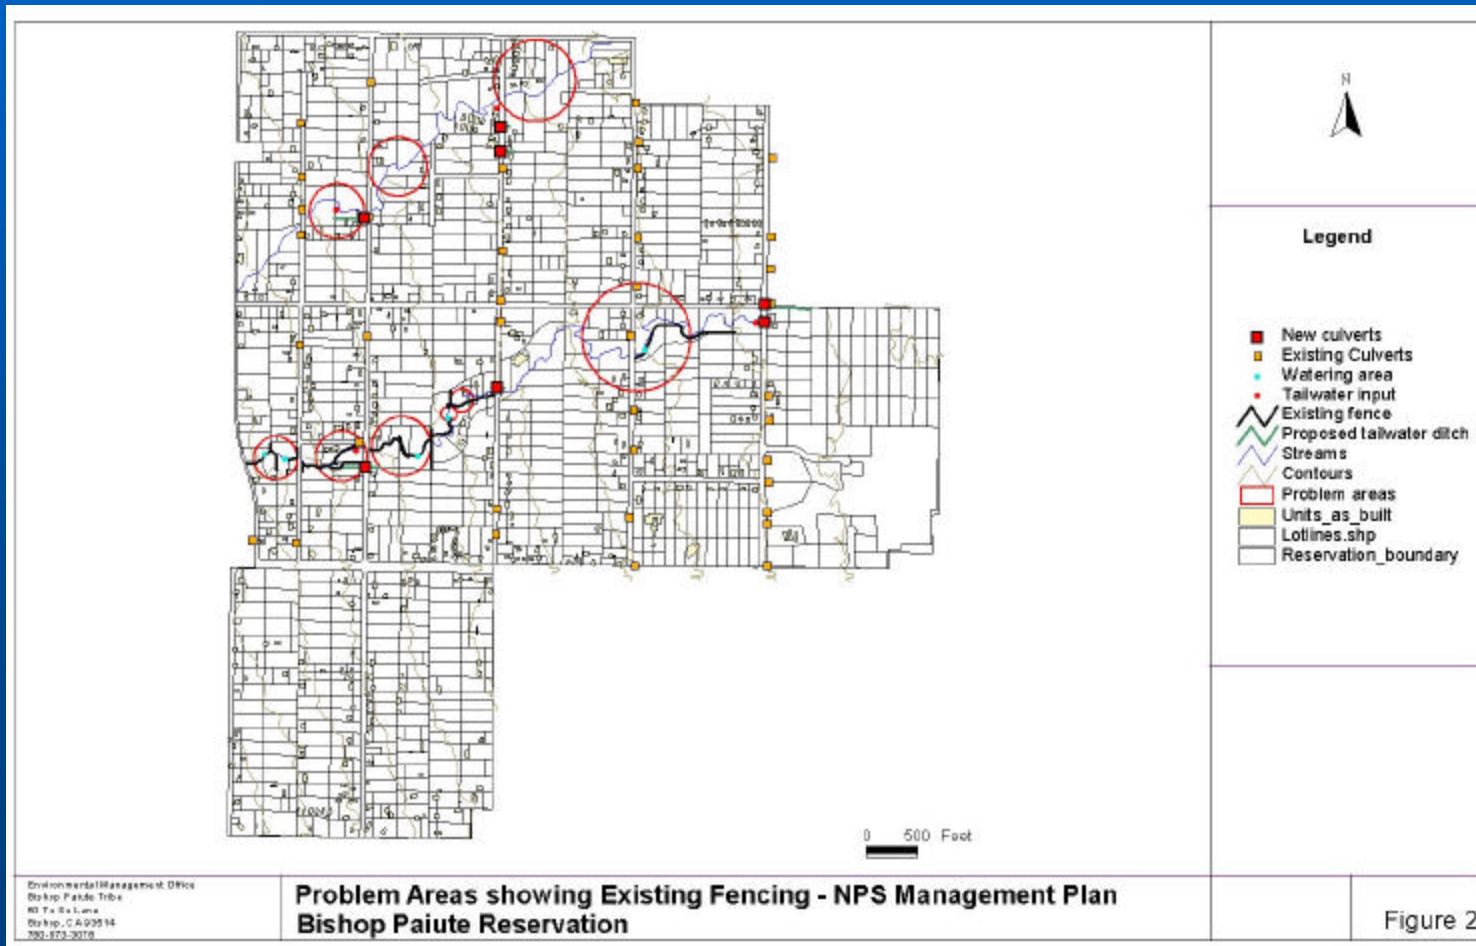 N
Legend
New culverts
Existing Culverts
Watering area
Tailwater input
Existing fence
Proposed tailwater ditch
Streams
Contours
Problem areas
Units_as_built
Lotlines.shp
Reservation_boundary
0 500 Feet
Environmental Management Office
Bishop Paiute Tribe
Bishop, CA 93514
Problem Areas showing Existing Fencing - NPS Management Plan
Bishop Paiute Reservation
Figure 2